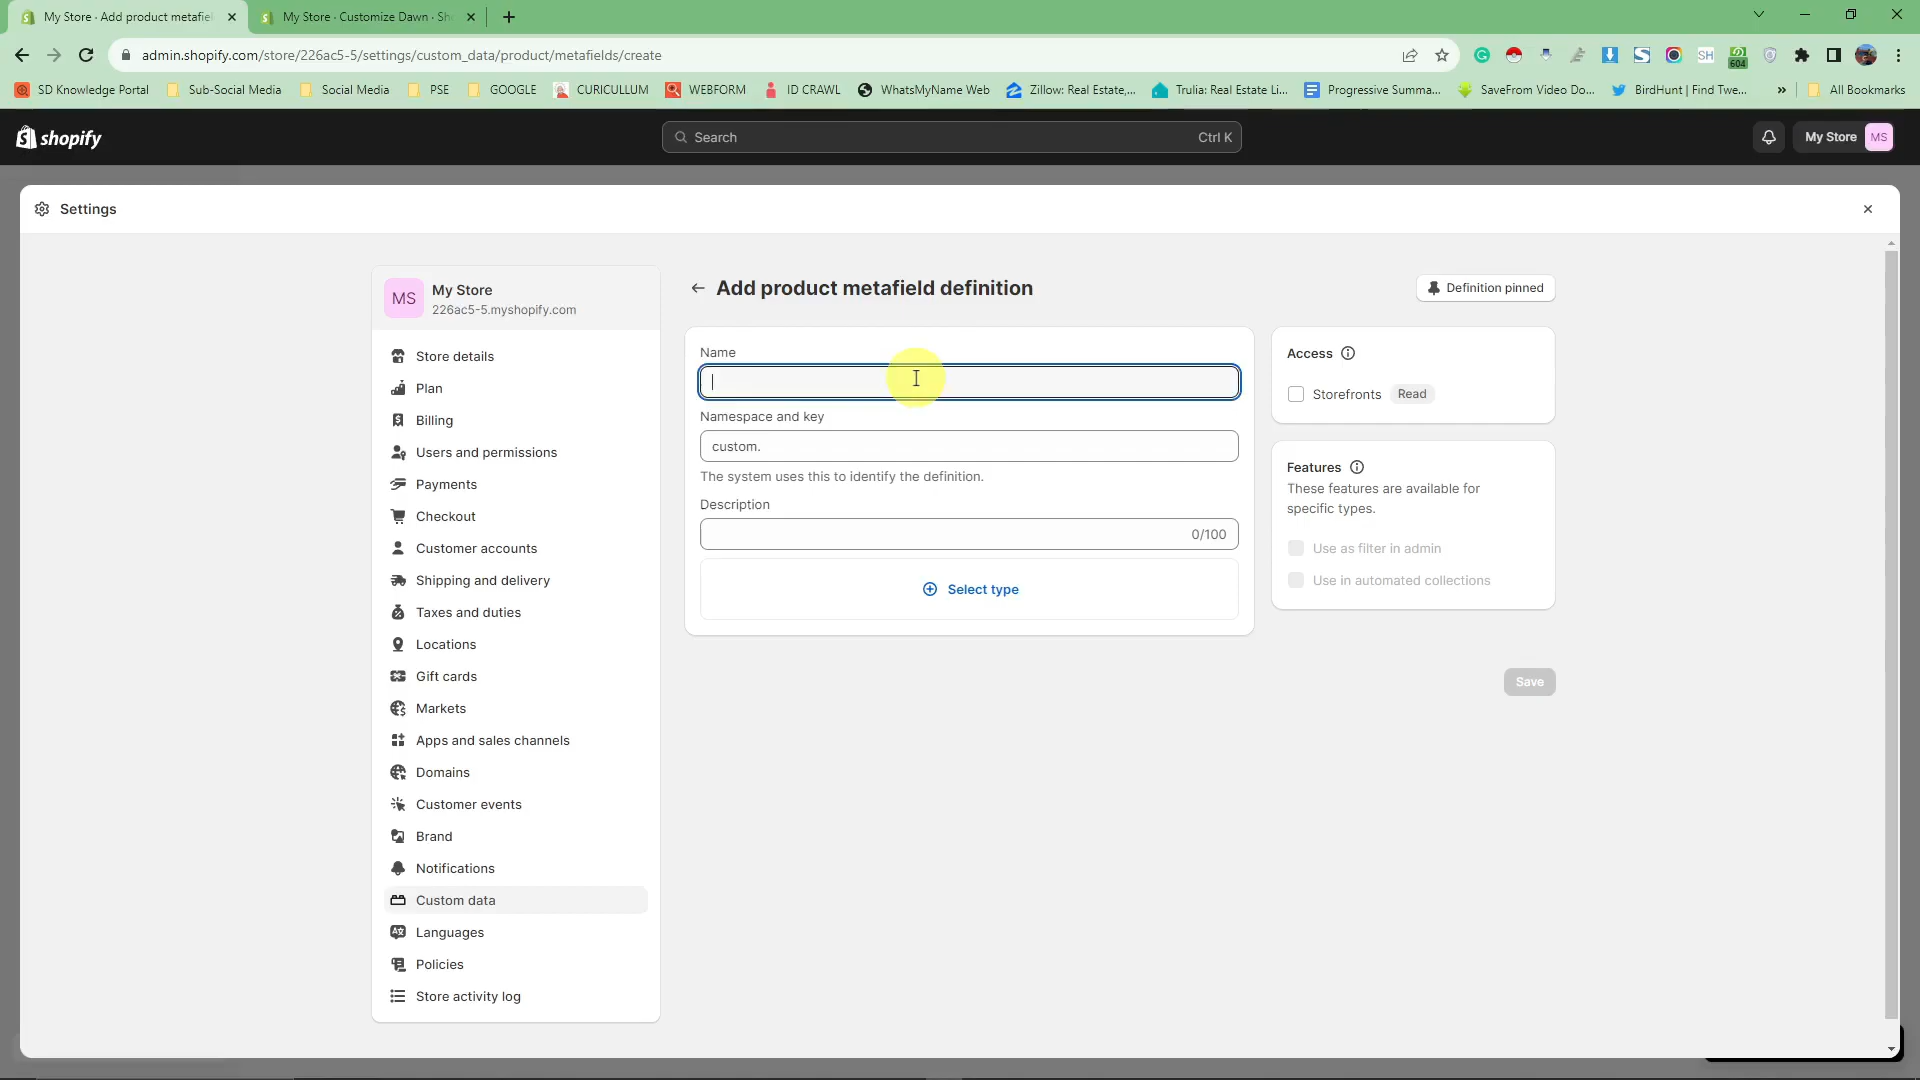 My Store · Add product metafiel
My Store · Customize Dawn · Sh
admin.shopify.com/store/226ac5-5/settings/custom_data/product/metafields/create
604
SD Knowledge Portal
Sub-Social Media
Social Media
PSE
GOOGLE
CURICULLUM
WEBFORM
ID CRAWL
WhatsMyName Web
Zillow: Real Estate,...
Trulia: Real Estate Li...
Progressive Summa...
SaveFrom Video Do...
BirdHunt | Find Twe...
»
All Bookmarks
shopify
Search
Ctrl K
My Store
MS
Settings
MS
My Store
226ac5-5.myshopify.com
Store details
Plan
Billing
Users and permissions
Payments
Checkout
Customer accounts
Shipping and delivery
Taxes and duties
Locations
Gift cards
Markets
Apps and sales channels
Domains
Customer events
Brand
Notifications
Custom data
Languages
Policies
Store activity log
Add product metafield definition
Definition pinned
Name
Namespace and key
custom.
The system uses this to identify the definition.
Description
0/100
Select type
Access
Storefronts
Read
Features
These features are available for
specific types.
Use as filter in admin
Use in automated collections
Save